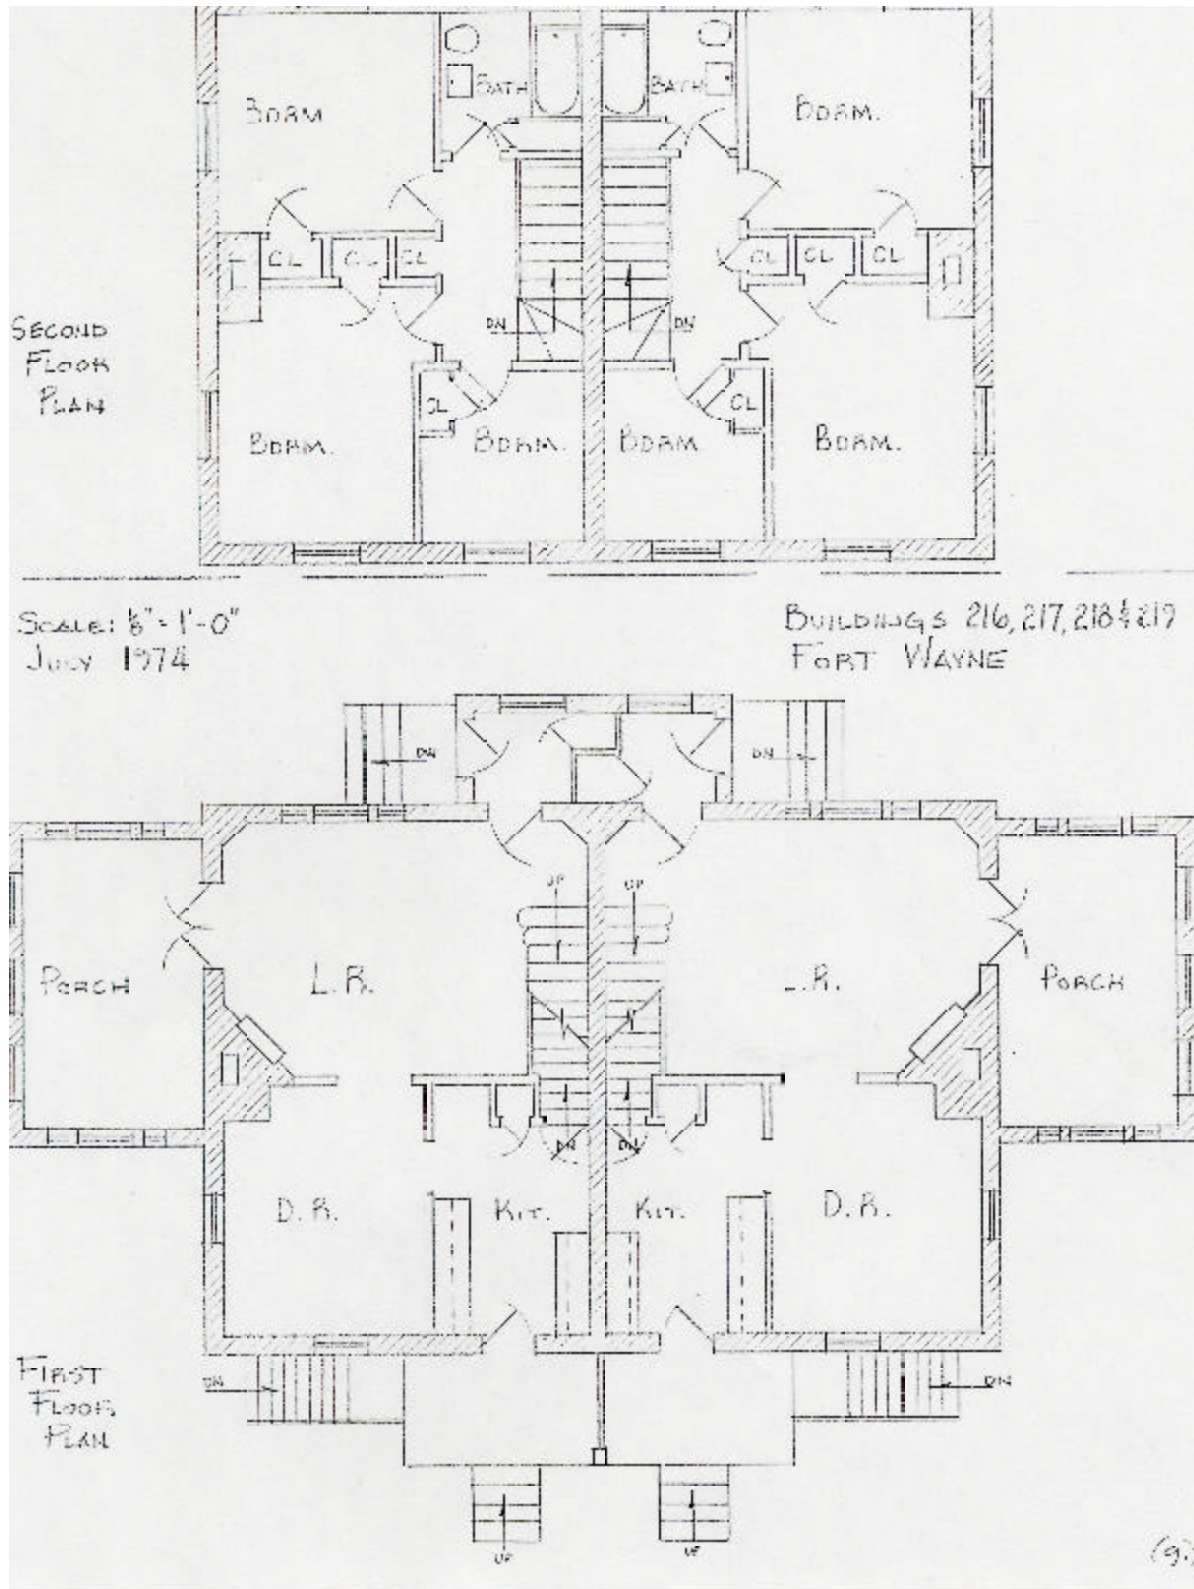 BATH
BATH
BDRM
BDRM.
CL
CL
CL
CL
CL
CL
DN
DN
SECOND
FLOOR
PLAN
CL
CL
BDRM.
BDRM.
BDRM
BDRM.
SCALE: ⅛" = 1'-0"
JULY 1974
BUILDINGS 216, 217, 218 & 219
FORT WAYNE
DN
DN
UP
UP
PORCH
L.R.
L.R.
PORCH
DN
DN
D.R.
KIT.
KIT.
D.R.
FIRST
FLOOR
PLAN
DN
DN
UP
UP
(9.)